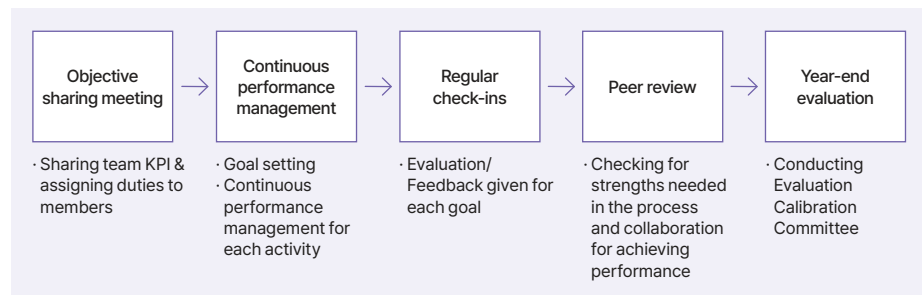 Objective
sharing meeting
Continuous
performance
management
Regular
check-ins
Peer review
Year-end
evaluation
· Sharing team KPI &
assigning duties to
members
· Goal setting
· Continuous
performance
management for
each activity
· Evaluation/
Feedback given for
each goal
· Checking for
strengths needed
in the process
and collaboration
for achieving
performance
· Conducting
Evaluation
Calibration
Committee